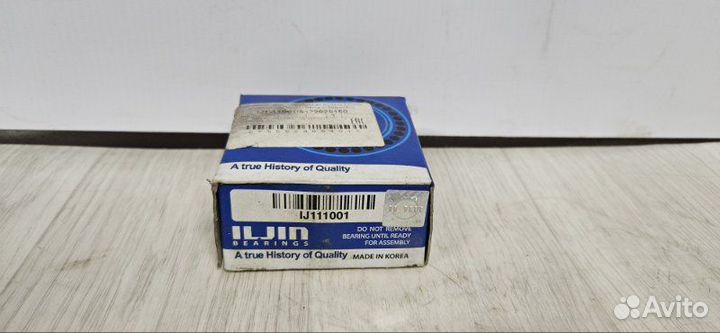 EAC
A true History of Quality
IJ111001
ILJIN
BEARINGS
DO NOT REMOVE
BEARING UNTIL READY
FOR ASSEMBLY
A true History of Quality
MADE IN KOREA
Avito